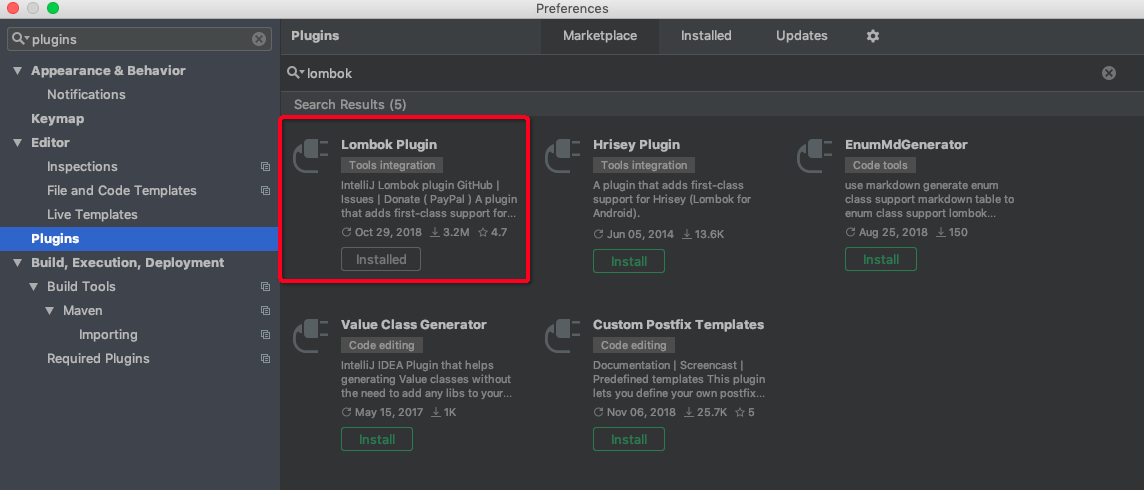 Preferences
plugins
Appearance & Behavior
Notifications
Keymap
Editor
Inspections
File and Code Templates
Live Templates
Plugins
Build, Execution, Deployment
Build Tools
Maven
Importing
Required Plugins
Plugins
Marketplace
Installed
Updates
lombok
Search Results (5)
Lombok Plugin
Tools integration
IntelliJ Lombok plugin GitHub |
Issues | Donate ( PayPal ) A plugin
that adds first-class support for...
Oct 29, 2018 3.2M 4.7
Installed
Hrisey Plugin
Tools integration
A plugin that adds first-class
support for Hrisey (Lombok for
Android).
Jun 05, 2014 13.6K
Install
EnumMdGenerator
Code tools
use markdown generate enum
class support markdown table to
enum class support lombok...
Aug 25, 2018 150
Install
Value Class Generator
Code editing
IntelliJ IDEA Plugin that helps
generating Value classes without
the need to add any libs to your...
May 15, 2017 1K
Install
Custom Postfix Templates
Code editing
Documentation | Screencast |
Predefined templates This plugin
lets you define your own postfix...
Nov 06, 2018 25.7K 5
Install